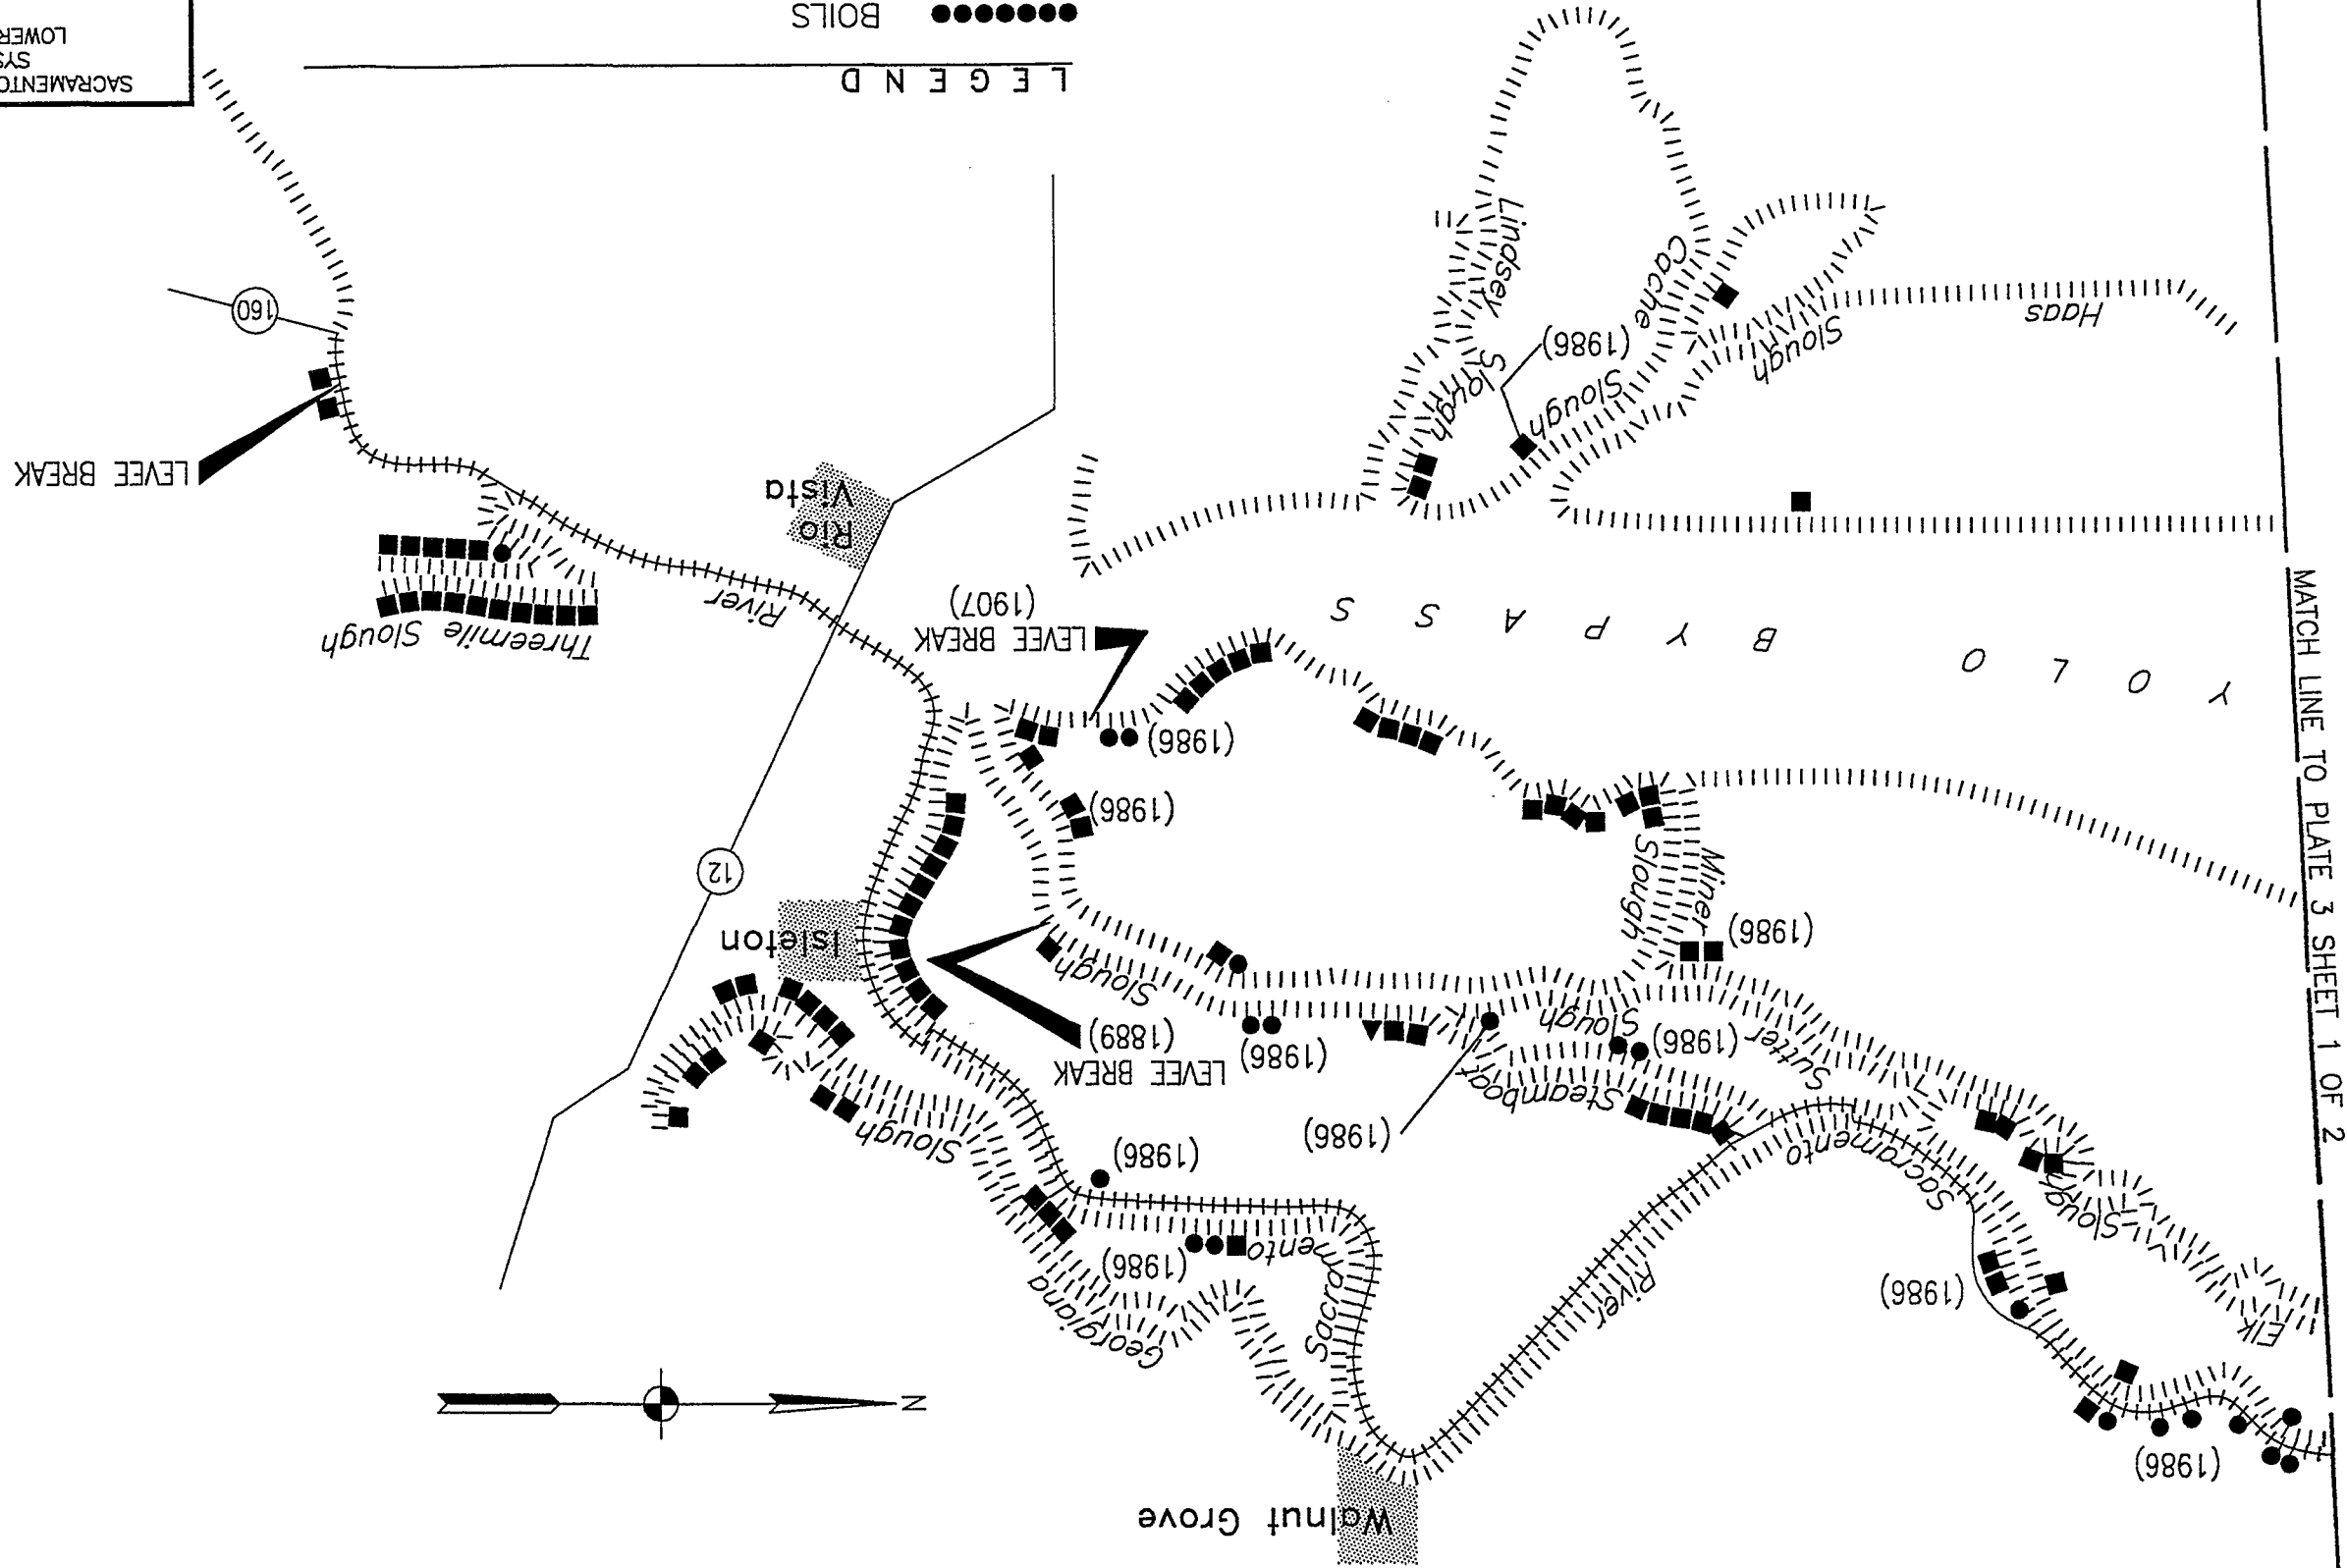 Walnut Grove
(1986)
N
Elk
Slough
(1986)
Sacramento
River
Sacramento
Georgiana
(1986)
(1986)
Slough
(1986)
Sutter
Steamboat
Slough
(1986)
(1986)
LEVEE BREAK
(1889)
Slough
Isleton
Miner
Slough
(1986)
12
(1986)
(1986)
MATCH LINE TO PLATE 3 SHEET 1 OF 2
YOLO BYPASS
LEVEE BREAK
(1907)
River
Threemile Slough
Rio
Vista
LEVEE BREAK
Haas
Slough
Cache
Slough
(1986)
Lindsey
Slough
160
LEGEND
BOILS
SACRAMENTO
SYS
LOWER